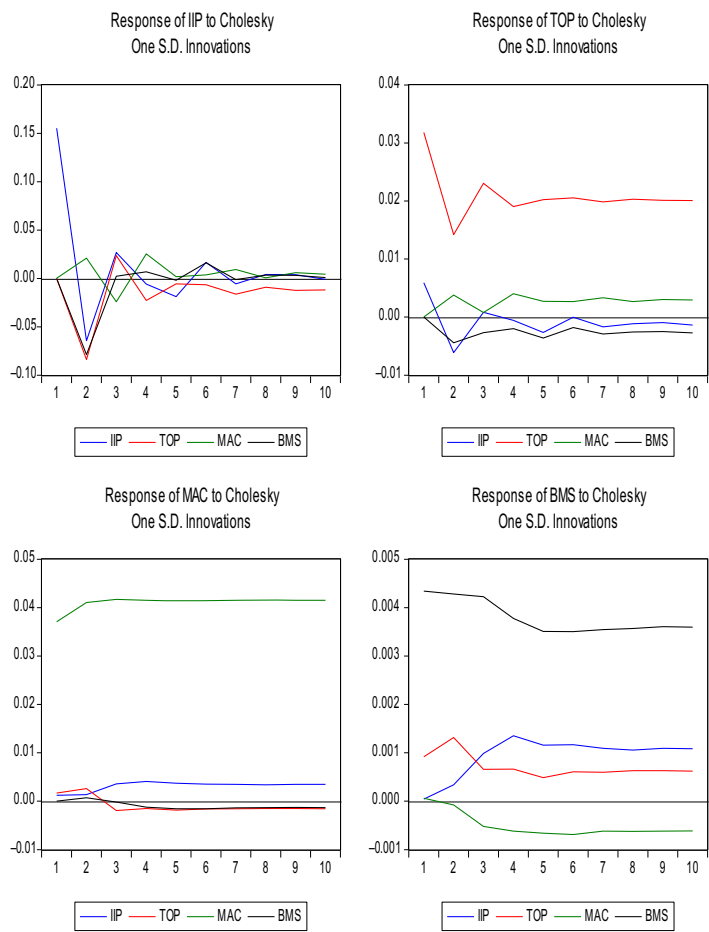 Response of IIP to Cholesky
One S.D. Innovations
0.20
0.15
0.10
0.05
0.00
–0.05
–0.10
1 2 3 4 5 6 7 8 9 10
IIP TOP MAC BMS
Response of TOP to Cholesky
One S.D. Innovations
0.04
0.03
0.02
0.01
0.00
–0.01
1 2 3 4 5 6 7 8 9 10
IIP TOP MAC BMS
Response of MAC to Cholesky
One S.D. Innovations
0.05
0.04
0.03
0.02
0.01
0.00
–0.01
1 2 3 4 5 6 7 8 9 10
IIP TOP MAC BMS
Response of BMS to Cholesky
One S.D. Innovations
0.005
0.004
0.003
0.002
0.001
0.000
–0.001
1 2 3 4 5 6 7 8 9 10
IIP TOP MAC BMS